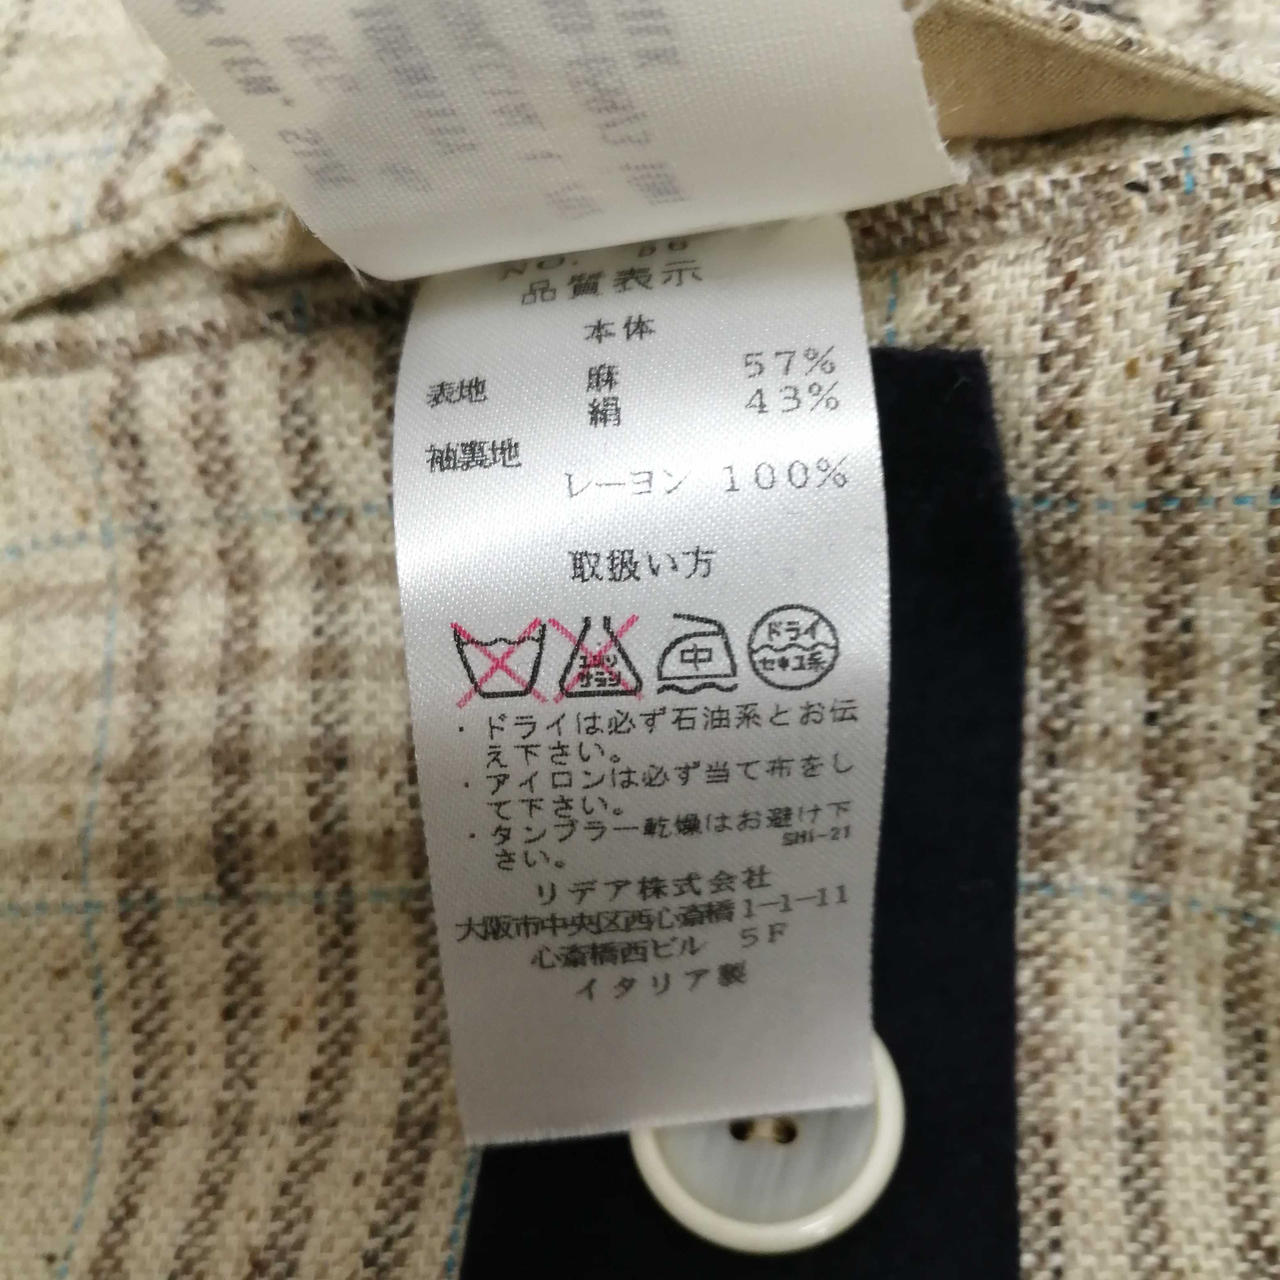 品質表示
本体
表地 麻 57%
絹 43%
袖裏地
レーヨン 100%
取扱い方
中
ドライ
セキユ系
・ドライは必ず石油系とお伝
え下さい。
・アイロンは必ず当て布をし
て下さい。
・タンブラー乾燥はお避け下
さい。
SHi-21
リデア株式会社
大阪市中央区西心斎橋1-1-11
心斎橋西ビル 5F
イタリア製